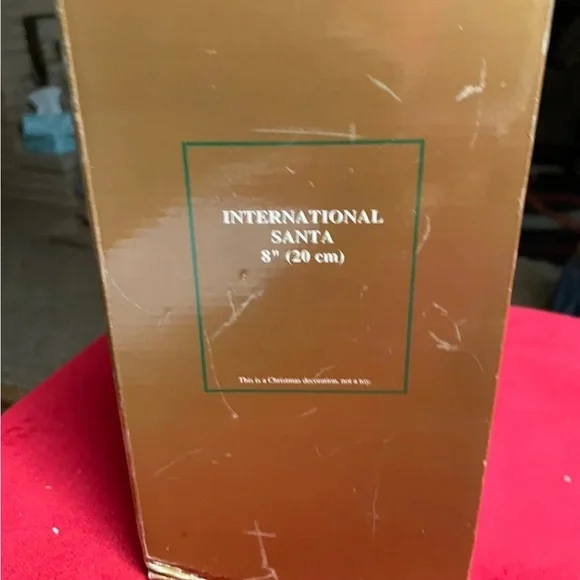 INTERNATIONAL
SANTA
8" (20 cm)
This is a Christmas decoration, not a toy.